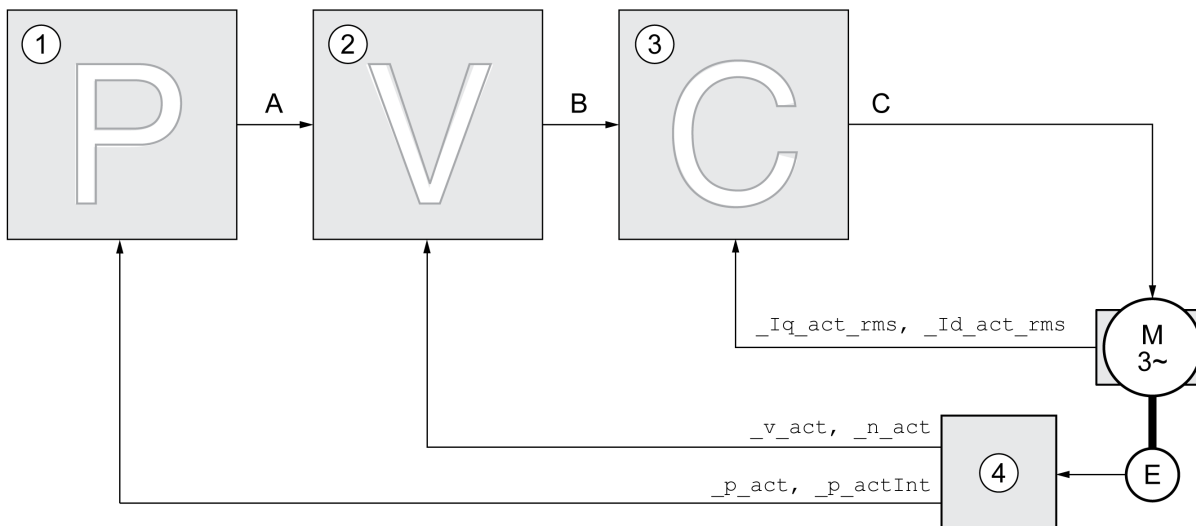 1
P
A
2
V
B
3
C
C
_Iq_act_rms, _Id_act_rms
M
3~
_v_act, _n_act
_p_act, _p_actInt
4
E